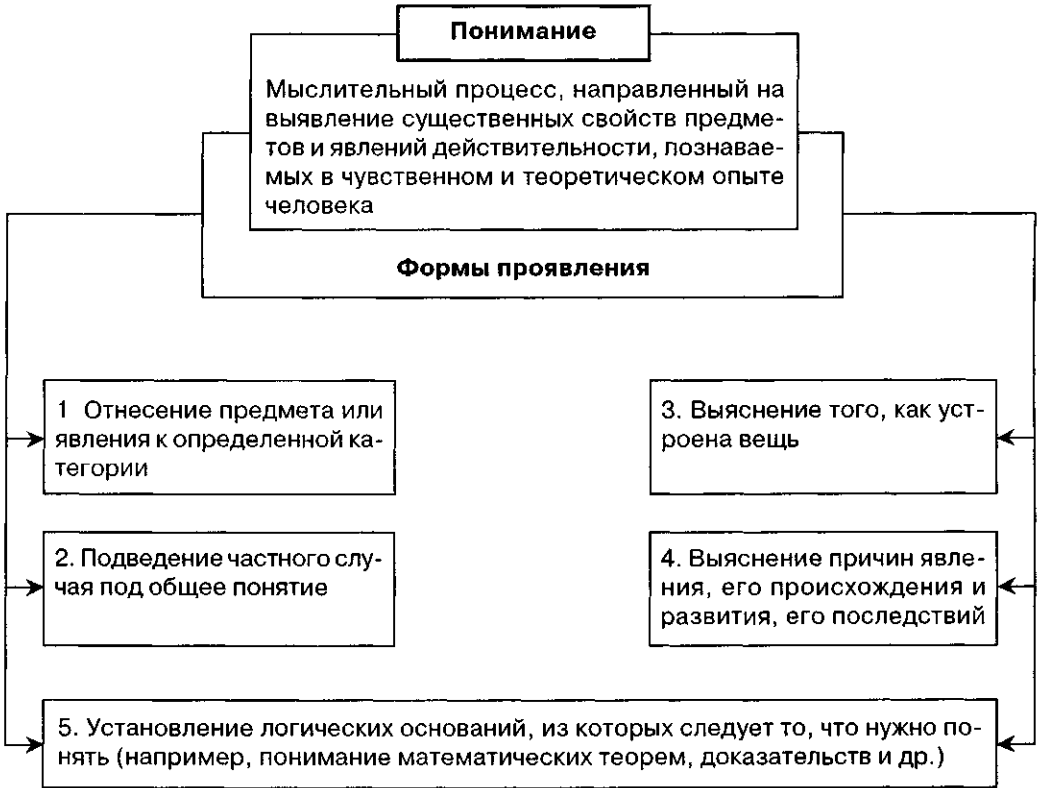 Понимание
Мыслительный процесс, направленный на
выявление существенных свойств предме-
тов и явлений действительности, познавае-
мых в чувственном и теоретическом опыте
человека
Формы проявления
1 Отнесение предмета или
явления к определенной ка-
тегории
2. Подведение частного слу-
чая под общее понятие
3. Выяснение того, как уст-
роена вещь
4. Выяснение причин явле-
ния, его происхождения и
развития, его последствий
5. Установление логических оснований, из которых следует то, что нужно по-
нять (например, понимание математических теорем, доказательств и др.)